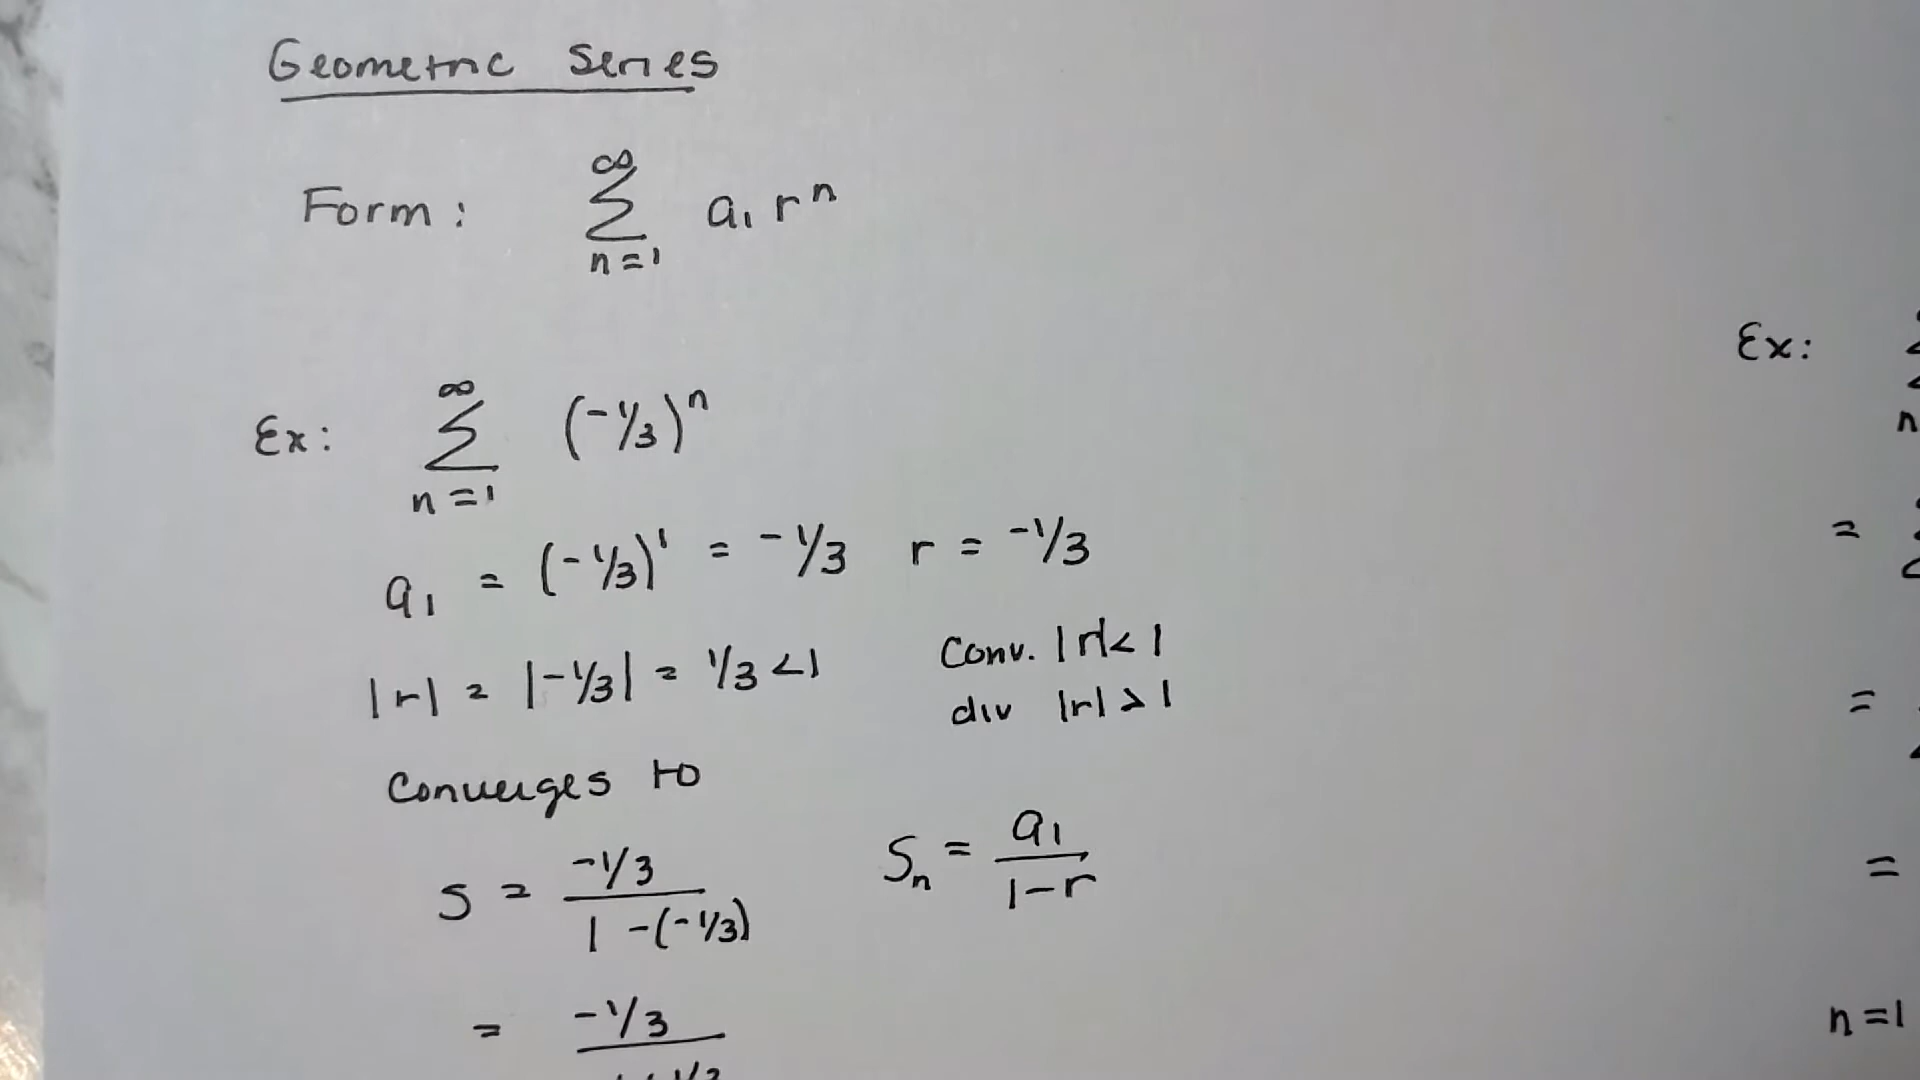 Geometric Series
Form: ∞ Σ n=1 a₁ rⁿ
Ex: ∞ Σ n=1 (-1/3)ⁿ
a₁ = (-1/3)¹ = -1/3 r = -1/3
|r| = |-1/3| = 1/3 <1 Conv. |r|< 1
div |r| > 1
Converges to
S = -1/3 / 1 -(-1/3) Sₙ = a₁ / 1-r
= -1/3
Ex:
n
=
=
=
n=1